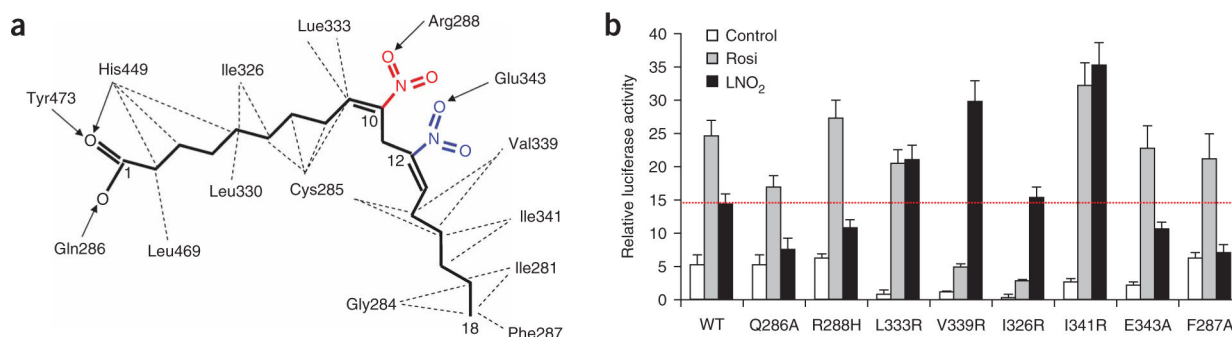 a
Lue333
Arg288
His449
Ile326
O
N
O
Glu343
Tyr473
O
10
O
N
O
Val339
12
1
O
Leu330
Cys285
Ile341
Gln286
Leu469
Ile281
Gly284
18
Phe287
b
Relative luciferase activity
40
35
30
25
20
15
10
5
0
Control
Rosi
LNO₂
WT Q286A R288H L333R V339R I326R I341R E343A F287A